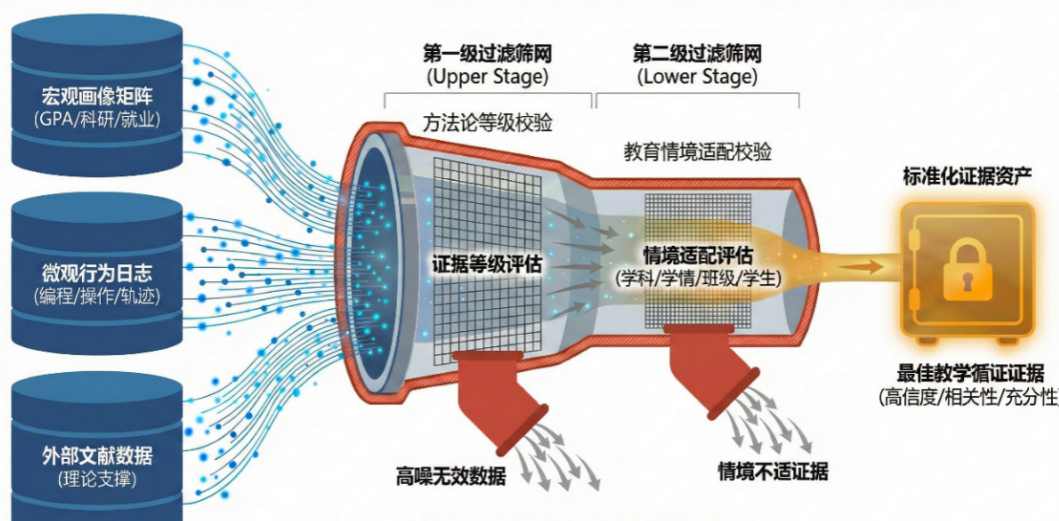 宏观画像矩阵
(GPA/科研/就业)
微观行为日志
(编程/操作/轨迹)
外部文献数据
(理论支撑)
第一级过滤筛网
(Upper Stage)
方法论等级校验
证据等级评估
高噪无效数据
第二级过滤筛网
(Lower Stage)
教育情境适配校验
情境适配评估
(学科/学情/班级/学生)
情境不适证据
标准化证据资产
最佳教学循证证据
(高信度/相关性/充分性)